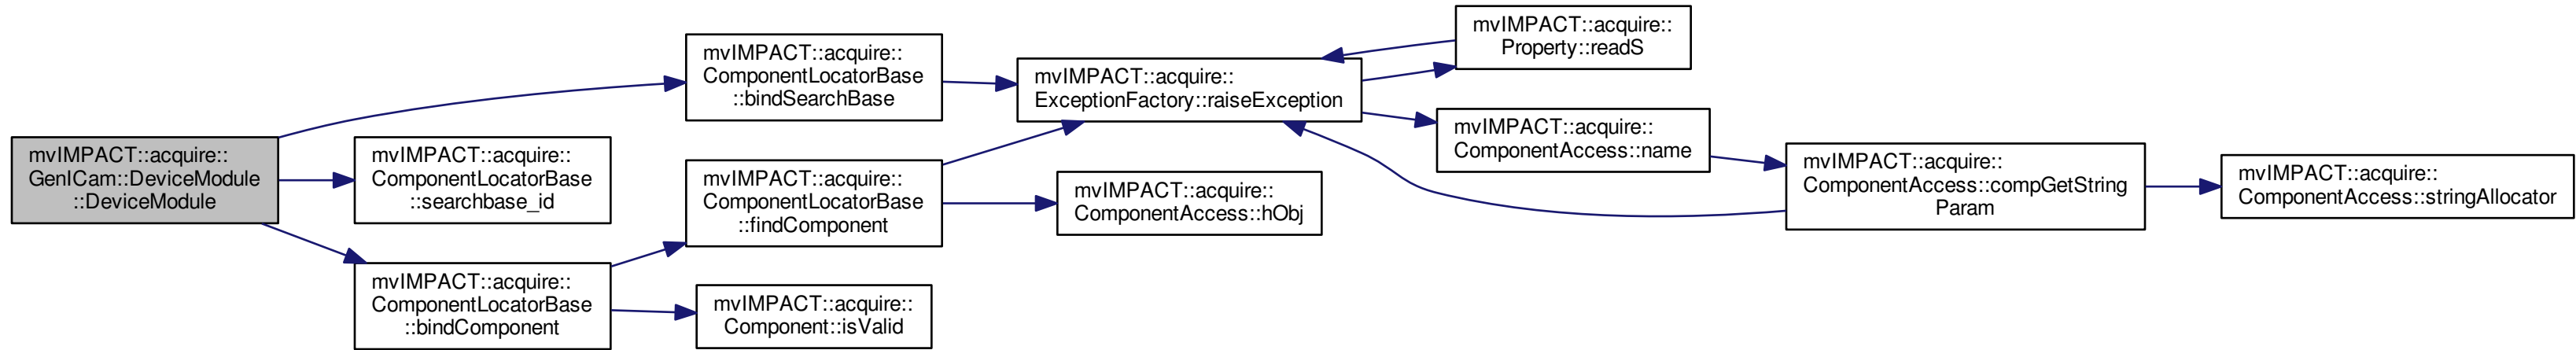 mvIMPACT::acquire::
GenICam::DeviceModule
::DeviceModule
mvIMPACT::acquire::
ComponentLocatorBase
::bindSearchBase
mvIMPACT::acquire::
ComponentLocatorBase
::searchbase_id
mvIMPACT::acquire::
ComponentLocatorBase
::bindComponent
mvIMPACT::acquire::
ComponentLocatorBase
::findComponent
mvIMPACT::acquire::
Component::isValid
mvIMPACT::acquire::
ExceptionFactory::raiseException
mvIMPACT::acquire::
ComponentAccess::hObj
mvIMPACT::acquire::
Property::readS
mvIMPACT::acquire::
ComponentAccess::name
mvIMPACT::acquire::
ComponentAccess::compGetString
Param
mvIMPACT::acquire::
ComponentAccess::stringAllocator